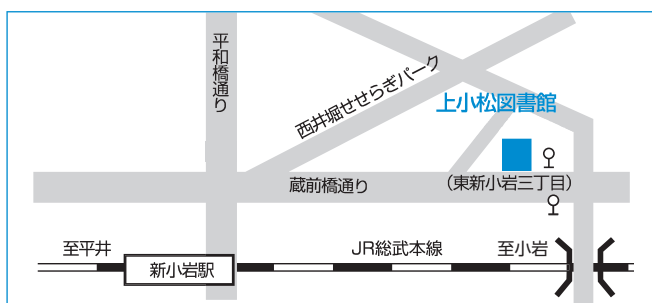 平和橋通り
西井堀せせらぎパーク
上小松図書館
蔵前橋通り
(東新小岩三丁目)
至平井
新小岩駅
JR総武本線
至小岩